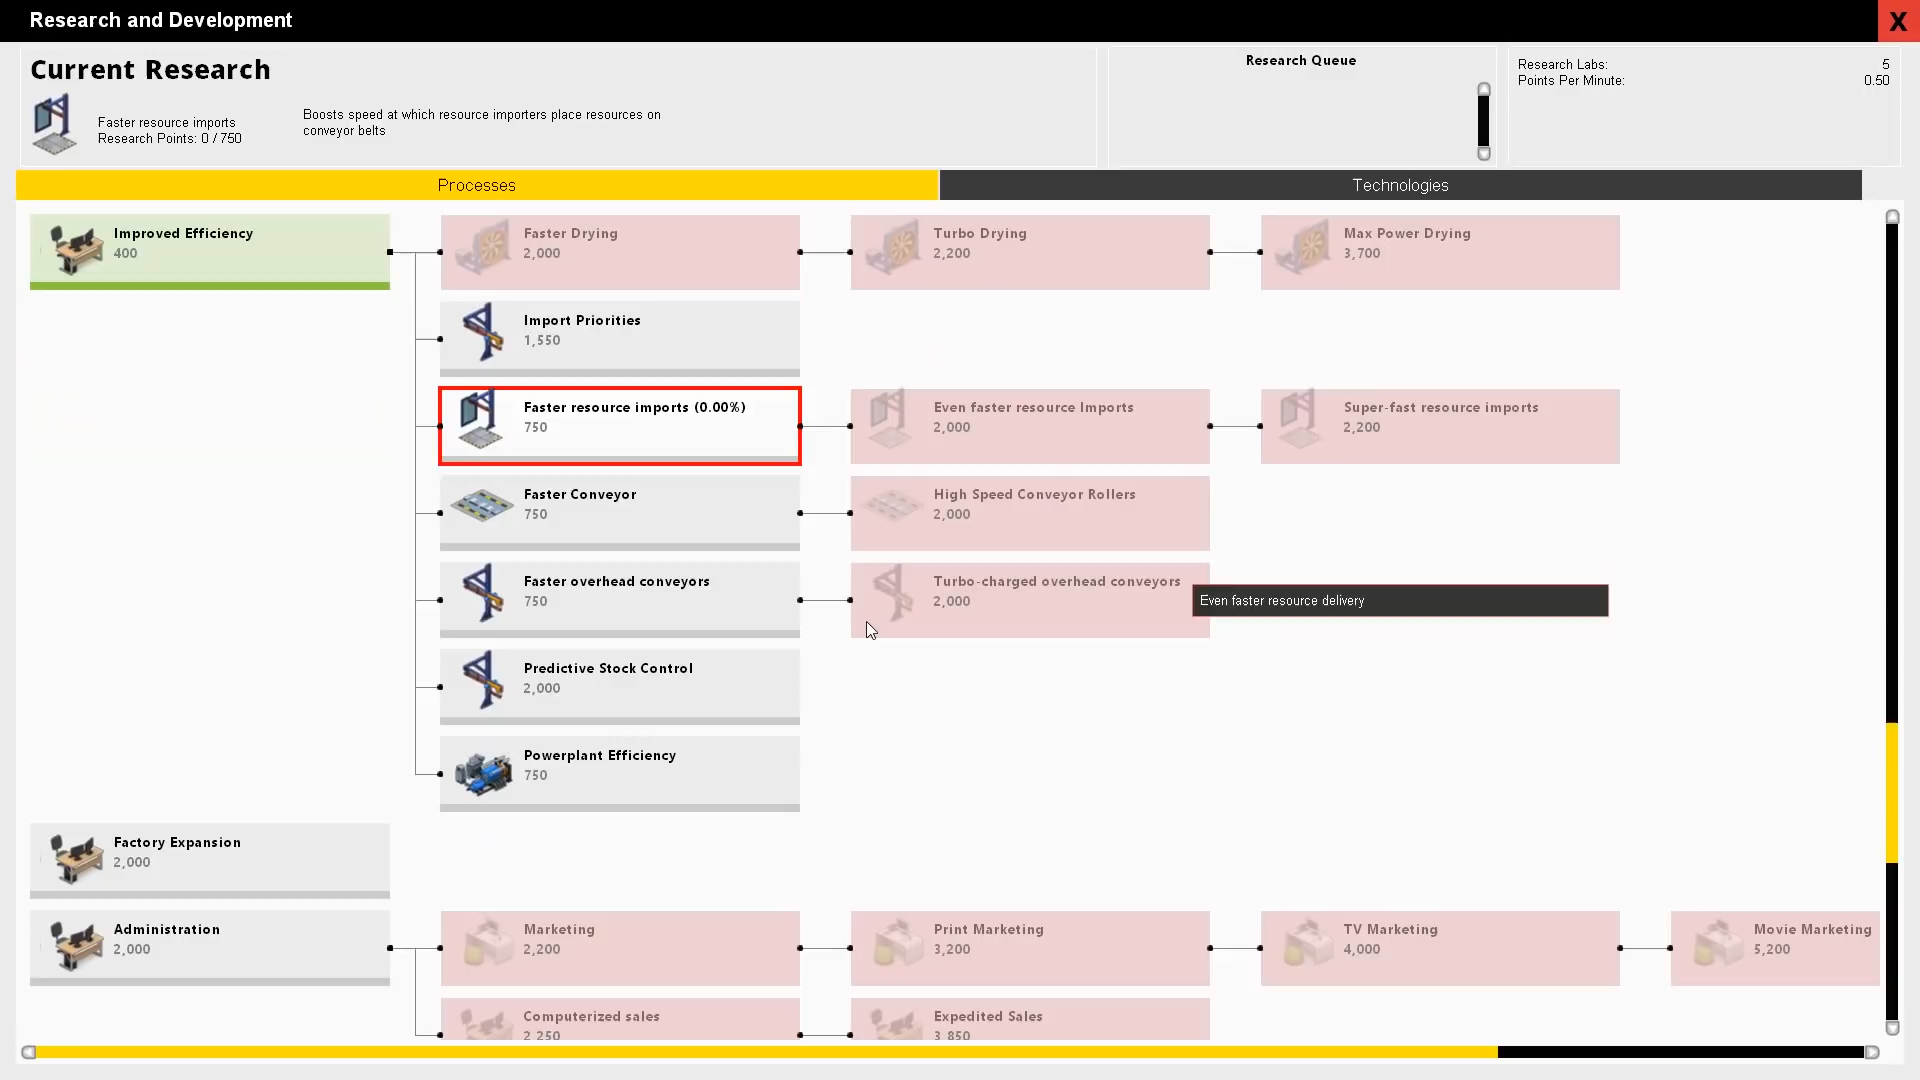 Research and Development
X
Current Research
Faster resource imports
Research Points: 0 / 750
Boosts speed at which resource importers place resources on
conveyor belts
Research Queue
Research Labs: 5
Points Per Minute: 0.50
Processes
Technologies
Improved Efficiency
400
Faster Drying
2,000
Turbo Drying
2,200
Max Power Drying
3,700
Import Priorities
1,550
Faster resource imports (0.00%)
750
Even faster resource Imports
2,000
Super-fast resource imports
2,200
Faster Conveyor
750
High Speed Conveyor Rollers
2,000
Faster overhead conveyors
750
Turbo-charged overhead conveyors
2,000
Even faster resource delivery
Predictive Stock Control
2,000
Powerplant Efficiency
750
Factory Expansion
2,000
Administration
2,000
Marketing
2,200
Print Marketing
3,200
TV Marketing
4,000
Movie Marketing
5,200
Computerized sales
2,250
Expedited Sales
3,850